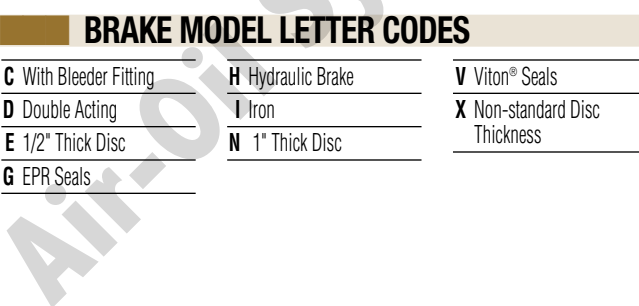 BRAKE MODEL LETTER CODES
C With Bleeder Fitting
D Double Acting
E 1/2" Thick Disc
G EPR Seals
H Hydraulic Brake
I Iron
N 1" Thick Disc
V Viton® Seals
X Non-standard Disc
Thickness
Air-Oil Sy